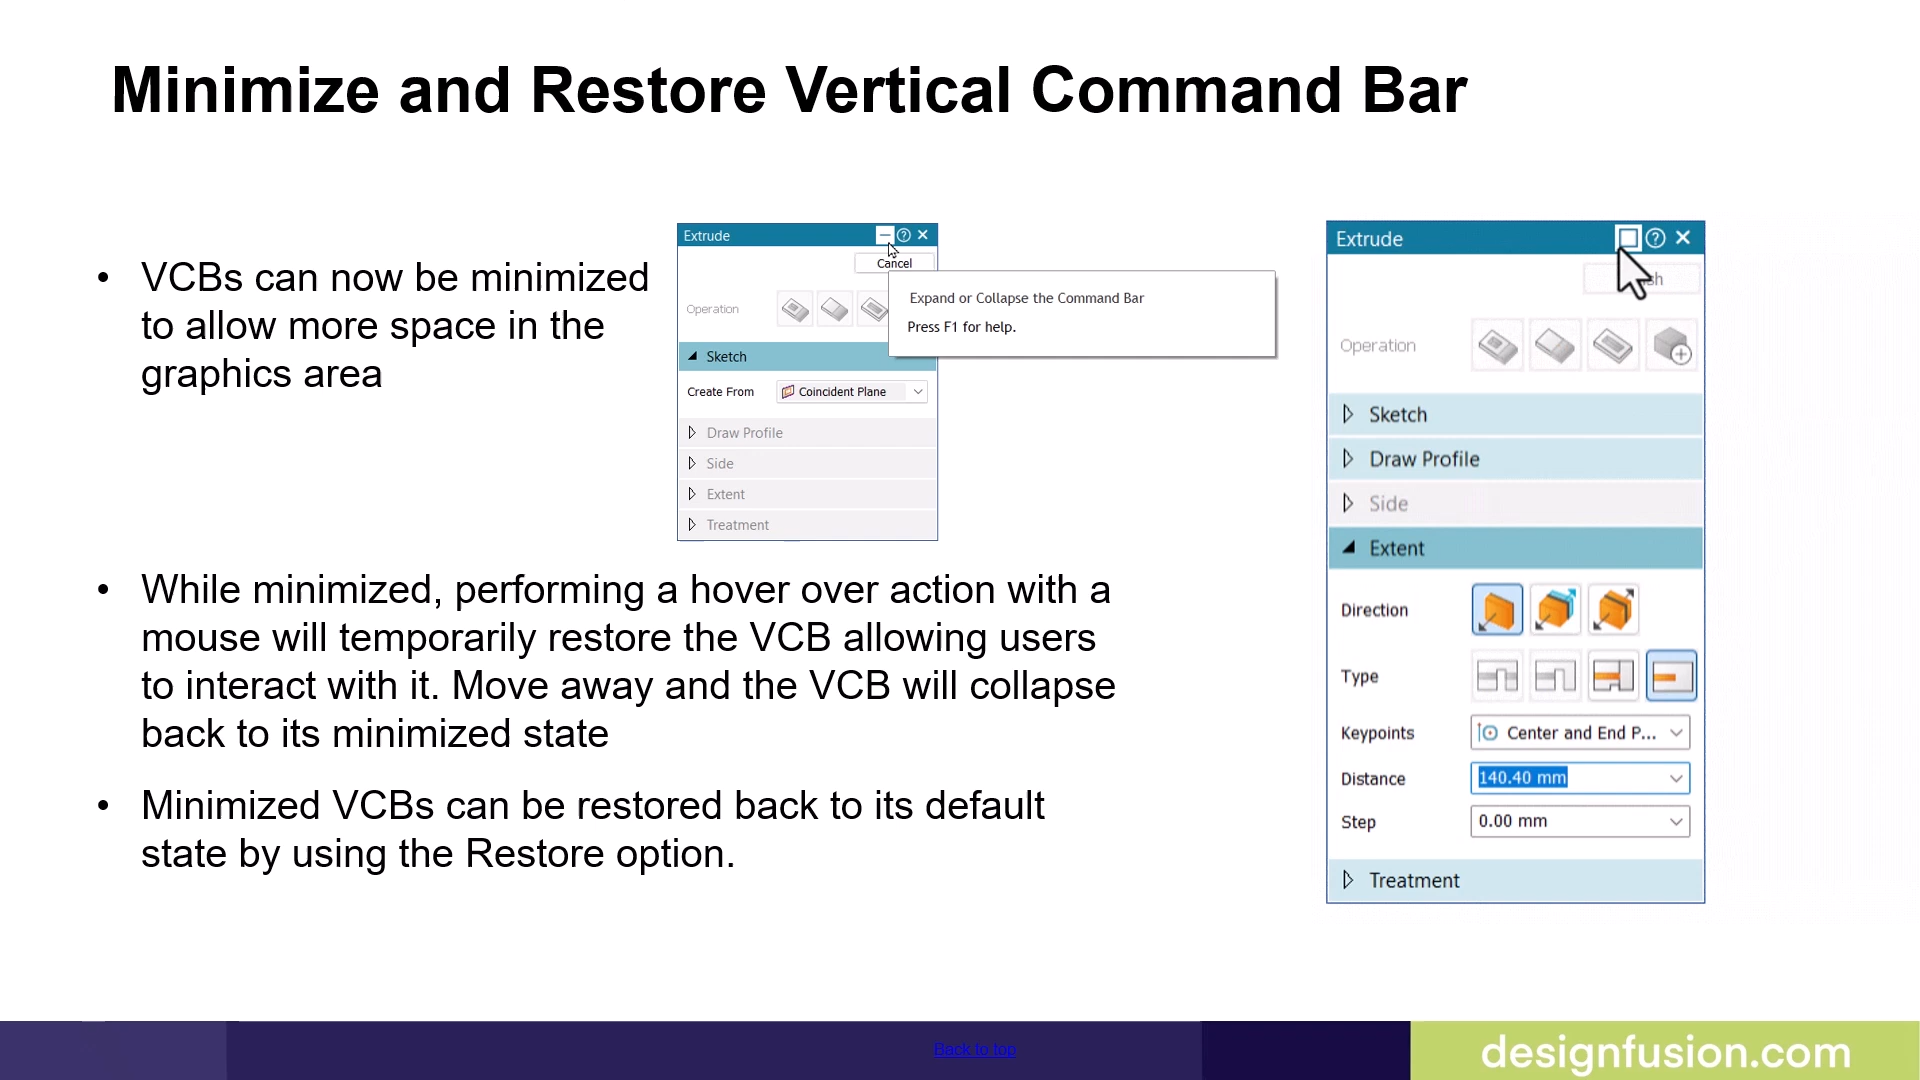 Minimize and Restore Vertical Command Bar
• VCBs can now be minimized
to allow more space in the
graphics area
Extrude
Cancel
Operation
Expand or Collapse the Command Bar
Press F1 for help.
Sketch
Create From Coincident Plane
Draw Profile
Side
Extent
Treatment
• While minimized, performing a hover over action with a
mouse will temporarily restore the VCB allowing users
to interact with it. Move away and the VCB will collapse
back to its minimized state
• Minimized VCBs can be restored back to its default
state by using the Restore option.
Extrude
Operation
Sketch
Draw Profile
Side
Extent
Direction
Type
Keypoints Center and End P...
Distance 140.40 mm
Step 0.00 mm
Treatment
Back to top
designfusion.com